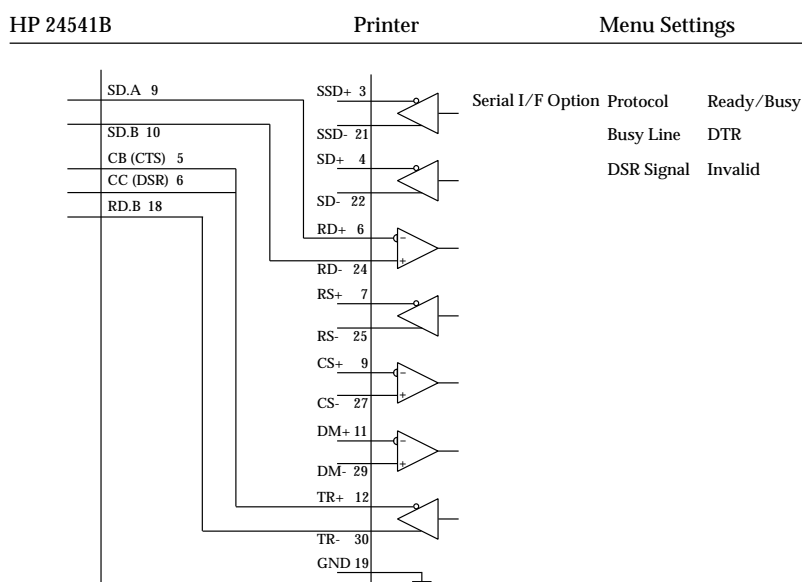 HP 24541B Printer Menu Settings
SD.A 9
SD.B 10
CB (CTS) 5
CC (DSR) 6
RD.B 18
SSD+ 3
SSD- 21
SD+ 4
SD- 22
RD+ 6
−
+
RD- 24
RS+ 7
RS- 25
CS+ 9
−
+
CS- 27
DM+ 11
−
+
DM- 29
TR+ 12
TR- 30
GND 19
Serial I/F Option Protocol Ready/Busy
Busy Line DTR
DSR Signal Invalid